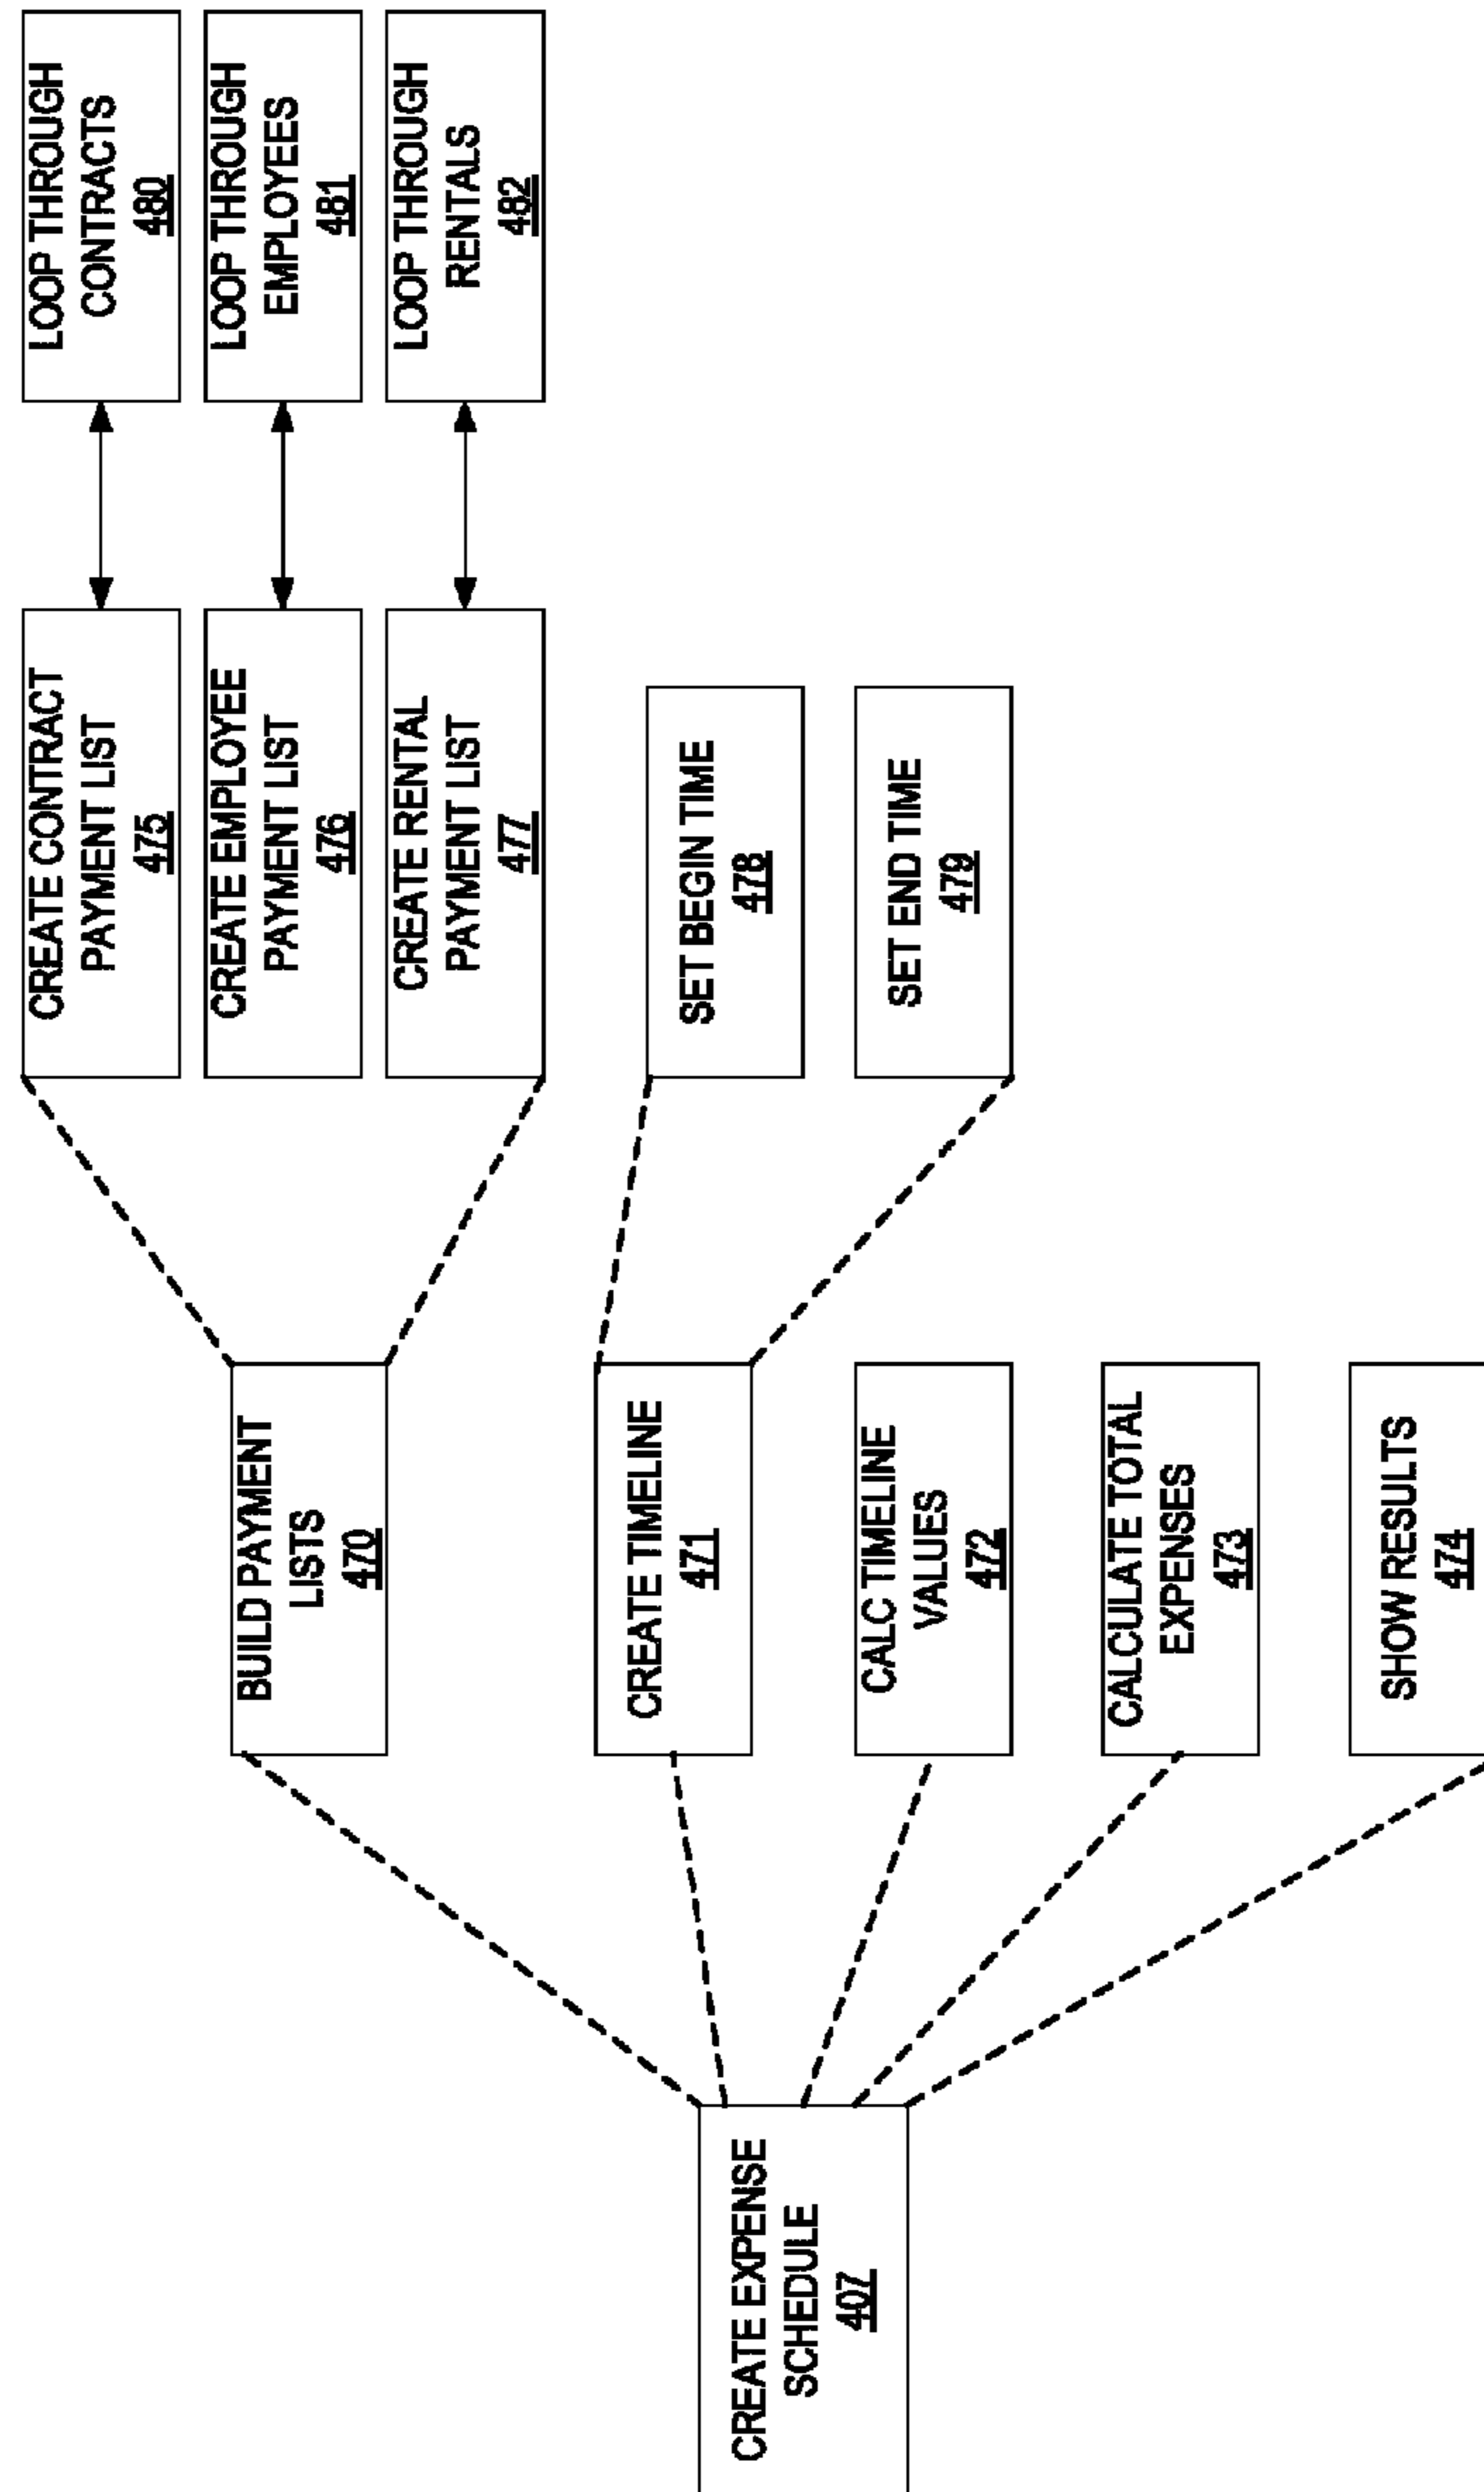 CREATE EXPENSE
SCHEDULE
407
BUILD PAYMENT
LISTS
470
CREATE TIMELINE
471
CALC TIMELINE
VALUES
472
CALCULATE TOTAL
EXPENSES
473
SHOW RESULTS
474
CREATE CONTRACT
PAYMENT LIST
475
CREATE EMPLOYEE
PAYMENT LIST
476
CREATE RENTAL
PAYMENT LIST
477
SET BEGIN TIME
478
SET END TIME
479
LOOP THROUGH
CONTRACTS
480
LOOP THROUGH
EMPLOYEES
481
LOOP THROUGH
RENTALS
482